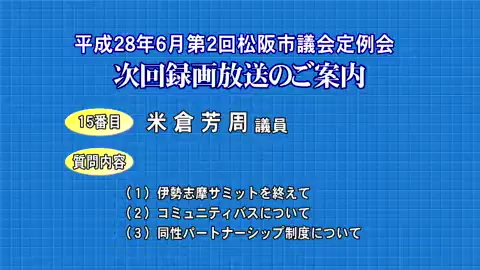 平成28年6月第2回松阪市議会定例会
次回録画放送のご案内
15番目 米倉芳周 議員
質問内容
(1) 伊勢志摩サミットを終えて
(2) コミュニティバスについて
(3) 同性パートナーシップ制度について